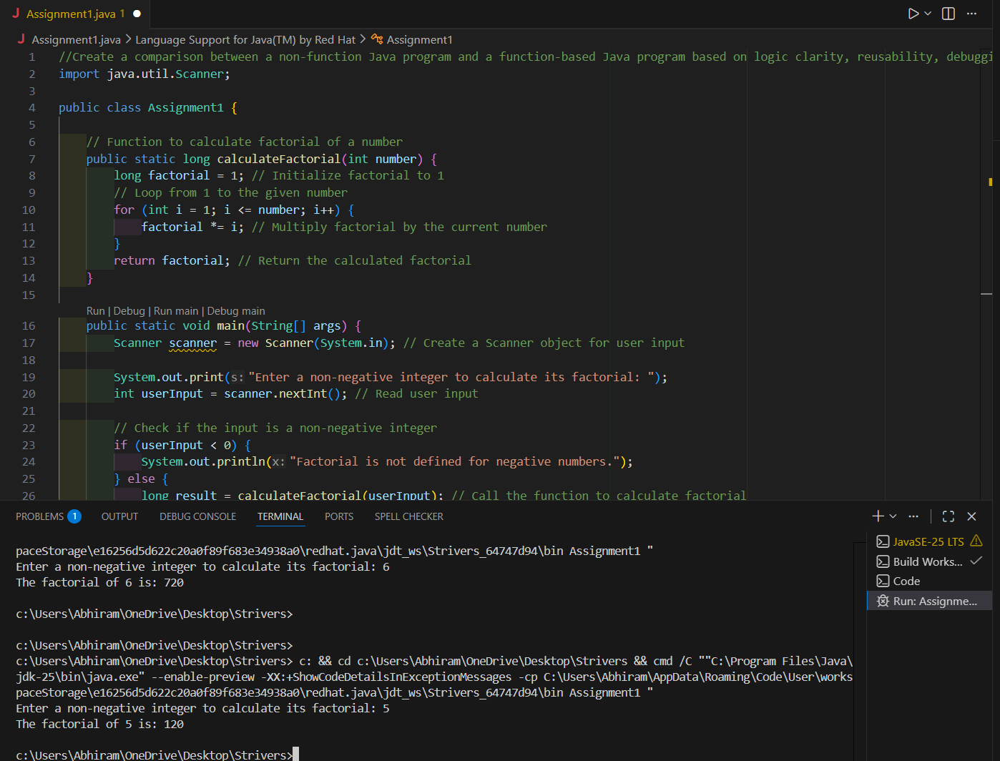 Assignment1.java 1
Assignment1.java > Language Support for Java(TM) by Red Hat > Assignment1
1 //Create a comparison between a non-function Java program and a function-based Java program based on logic clarity, reusability, debuggi
2 import java.util.Scanner;
3
4 public class Assignment1 {
5
6 // Function to calculate factorial of a number
7 public static long calculateFactorial(int number) {
8 long factorial = 1; // Initialize factorial to 1
9 // Loop from 1 to the given number
10 for (int i = 1; i <= number; i++) {
11 factorial *= i; // Multiply factorial by the current number
12 }
13 return factorial; // Return the calculated factorial
14 }
15
Run | Debug | Run main | Debug main
16 public static void main(String[] args) {
17 Scanner scanner = new Scanner(System.in); // Create a Scanner object for user input
18
19 System.out.print(s: "Enter a non-negative integer to calculate its factorial: ");
20 int userInput = scanner.nextInt(); // Read user input
21
22 // Check if the input is a non-negative integer
23 if (userInput < 0) {
24 System.out.println(x: "Factorial is not defined for negative numbers.");
25 } else {
26 long result = calculateFactorial(userInput); // Call the function to calculate factorial
PROBLEMS 1 OUTPUT DEBUG CONSOLE TERMINAL PORTS SPELL CHECKER
paceStorage\e16256d5d622c20a0f89f683e34938a0\redhat.java\jdt_ws\Strivers_64747d94\bin Assignment1 "
Enter a non-negative integer to calculate its factorial: 6
The factorial of 6 is: 720
c:\Users\Abhiram\OneDrive\Desktop\Strivers>
c:\Users\Abhiram\OneDrive\Desktop\Strivers>
c:\Users\Abhiram\OneDrive\Desktop\Strivers> c: && cd c:\Users\Abhiram\OneDrive\Desktop\Strivers && cmd /C ""C:\Program Files\Java\
jdk-25\bin\java.exe" --enable-preview -XX:+ShowCodeDetailsInExceptionMessages -cp C:\Users\Abhiram\AppData\Roaming\Code\User\works
paceStorage\e16256d5d622c20a0f89f683e34938a0\redhat.java\jdt_ws\Strivers_64747d94\bin Assignment1 "
Enter a non-negative integer to calculate its factorial: 5
The factorial of 5 is: 120
c:\Users\Abhiram\OneDrive\Desktop\Strivers>
JavaSE-25 LTS
Build Works...
Code
Run: Assignme...